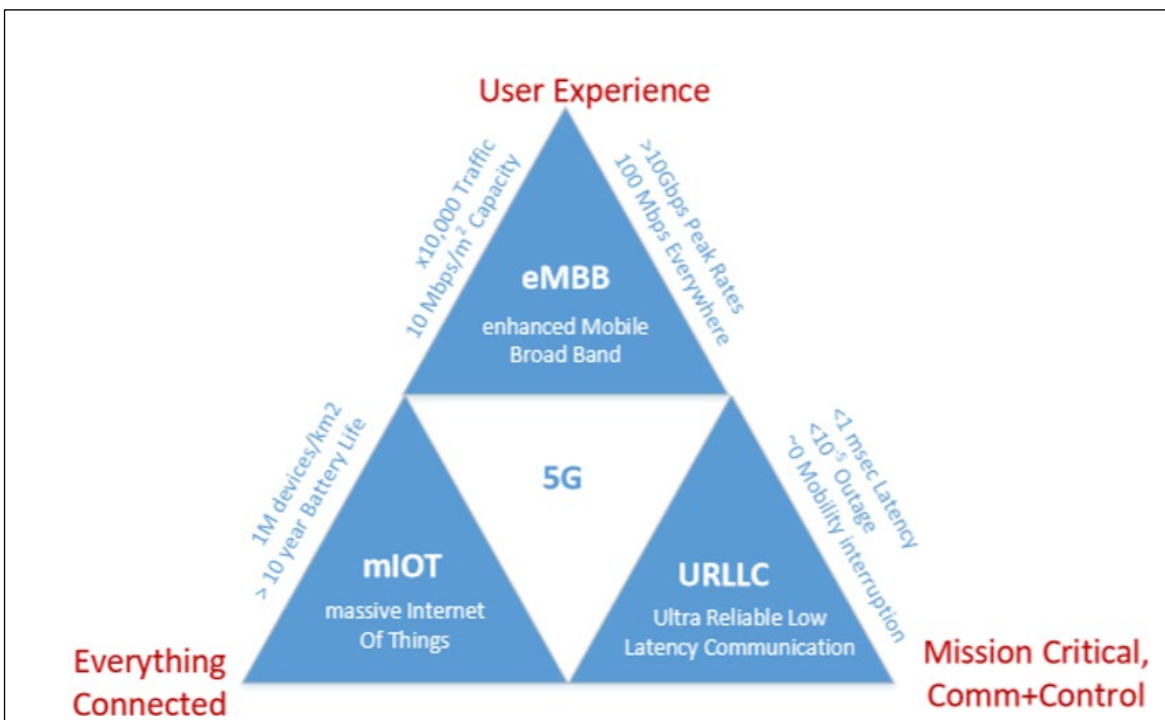 User Experience
x10,000 Traffic
10 Mbps/m² Capacity
>10Gbps Peak Rates
100 Mbps Everywhere
eMBB
enhanced Mobile
Broad Band
1M devices/km2
> 10 year Battery Life
5G
<1 msec Latency
<10⁻⁵ Outage
~0 Mobility interruption
mIOT
massive Internet
Of Things
URLLC
Ultra Reliable Low
Latency Communication
Everything
Connected
Mission Critical,
Comm+Control